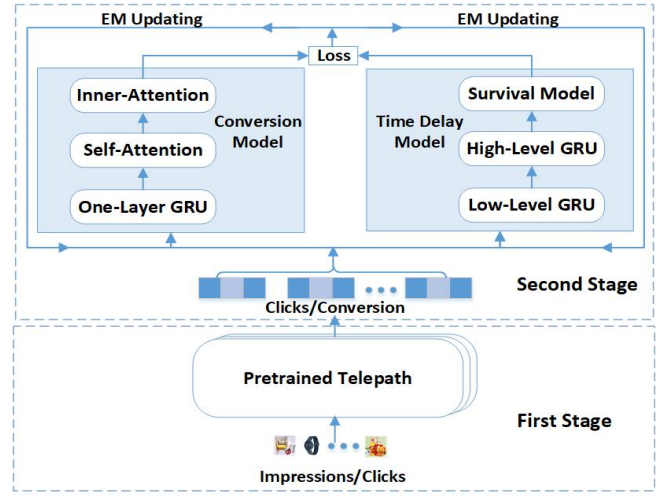 EM Updating
EM Updating
Loss
Inner-Attention
Conversion
Model
Self-Attention
One-Layer GRU
Time Delay
Model
Survival Model
High-Level GRU
Low-Level GRU
Clicks/Conversion
Second Stage
Pretrained Telepath
First Stage
Impressions/Clicks